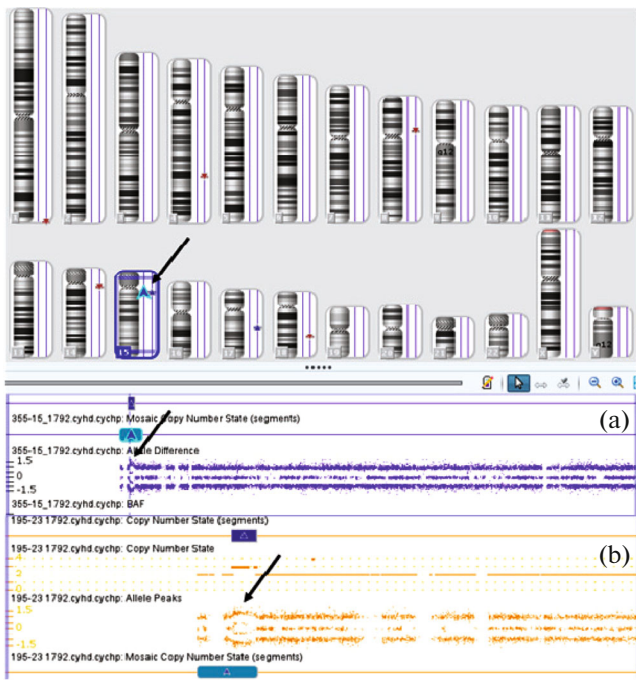 q12
15
q12
(a)
355-15_1792.cyhd.cychp: Mosaic Copy Number State (segments)
355-15_1792.cyhd.cychp: Allele Difference
1.5
0
-1.5
355-15_1792.cyhd.cychp: BAF
195-23 1792.cyhd.cychp: Copy Number State (segments)
(b)
195-23 1792.cyhd.cychp: Copy Number State
4
2
0
195-23 1792.cyhd.cychp: Allele Peaks
1.5
0
-1.5
195-23 1792.cyhd.cychp: Mosaic Copy Number State (segments)